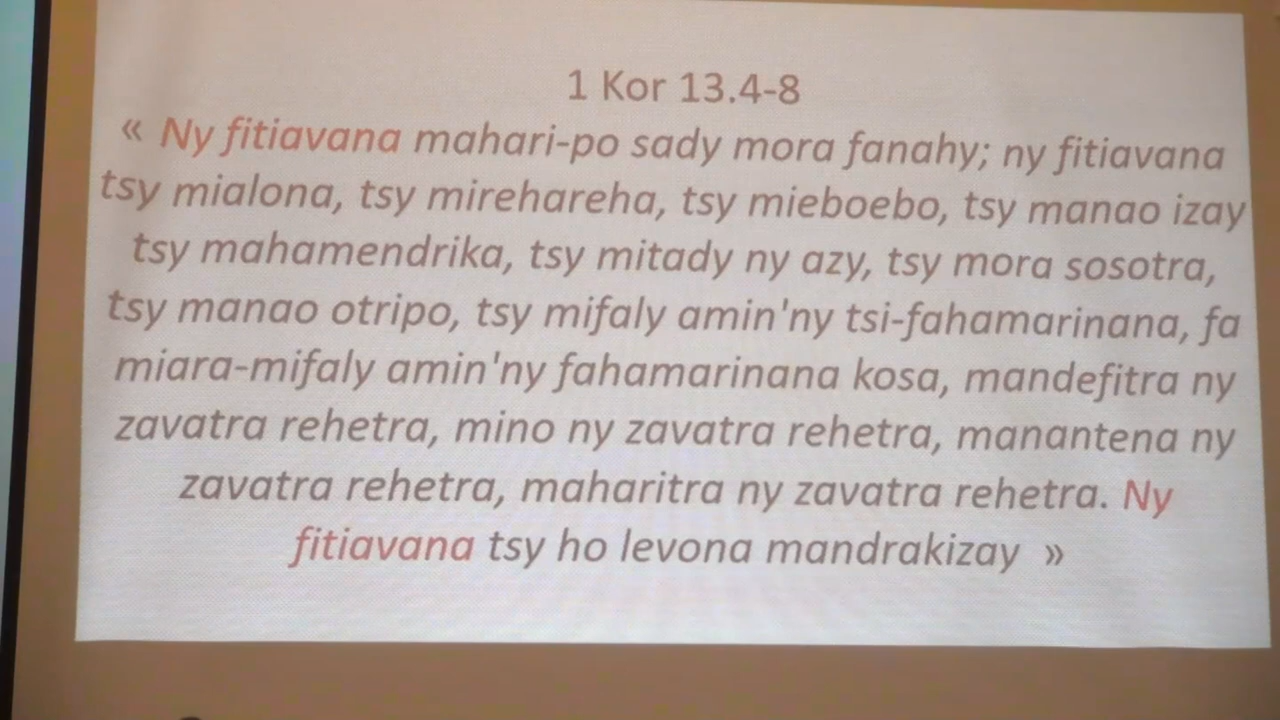 1 Kor 13.4-8
« Ny fitiavana mahari-po sady mora fanahy; ny fitiavana
tsy mialona, tsy mirehareha, tsy mieboebo, tsy manao izay
tsy mahamendrika, tsy mitady ny azy, tsy mora sosotra,
tsy manao otripo, tsy mifaly amin'ny tsi-fahamarinana, fa
miara-mifaly amin'ny fahamarinana kosa, mandefitra ny
zavatra rehetra, mino ny zavatra rehetra, manantena ny
zavatra rehetra, maharitra ny zavatra rehetra. Ny
fitiavana tsy ho levona mandrakizay »